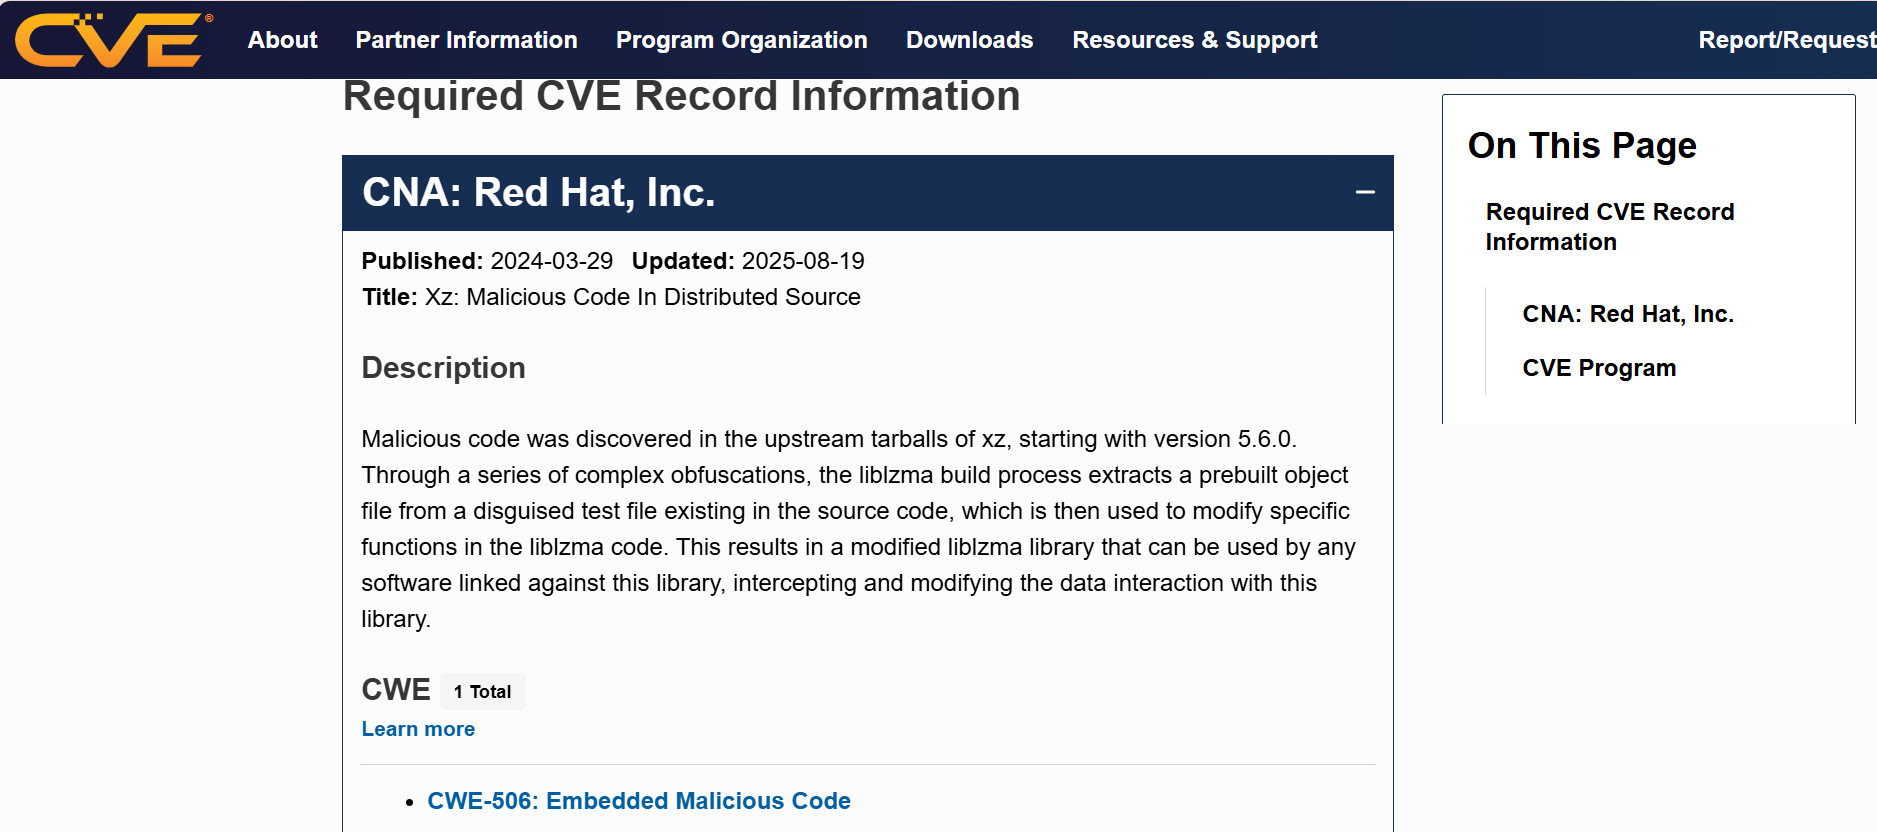 CVE®
About Partner Information Program Organization Downloads Resources & Support Report/Request
Required CVE Record Information
CNA: Red Hat, Inc.
Published: 2024-03-29 Updated: 2025-08-19
Title: Xz: Malicious Code In Distributed Source
Description
Malicious code was discovered in the upstream tarballs of xz, starting with version 5.6.0.
Through a series of complex obfuscations, the liblzma build process extracts a prebuilt object
file from a disguised test file existing in the source code, which is then used to modify specific
functions in the liblzma code. This results in a modified liblzma library that can be used by any
software linked against this library, intercepting and modifying the data interaction with this
library.
CWE 1 Total
Learn more
• CWE-506: Embedded Malicious Code
On This Page
Required CVE Record
Information
CNA: Red Hat, Inc.
CVE Program